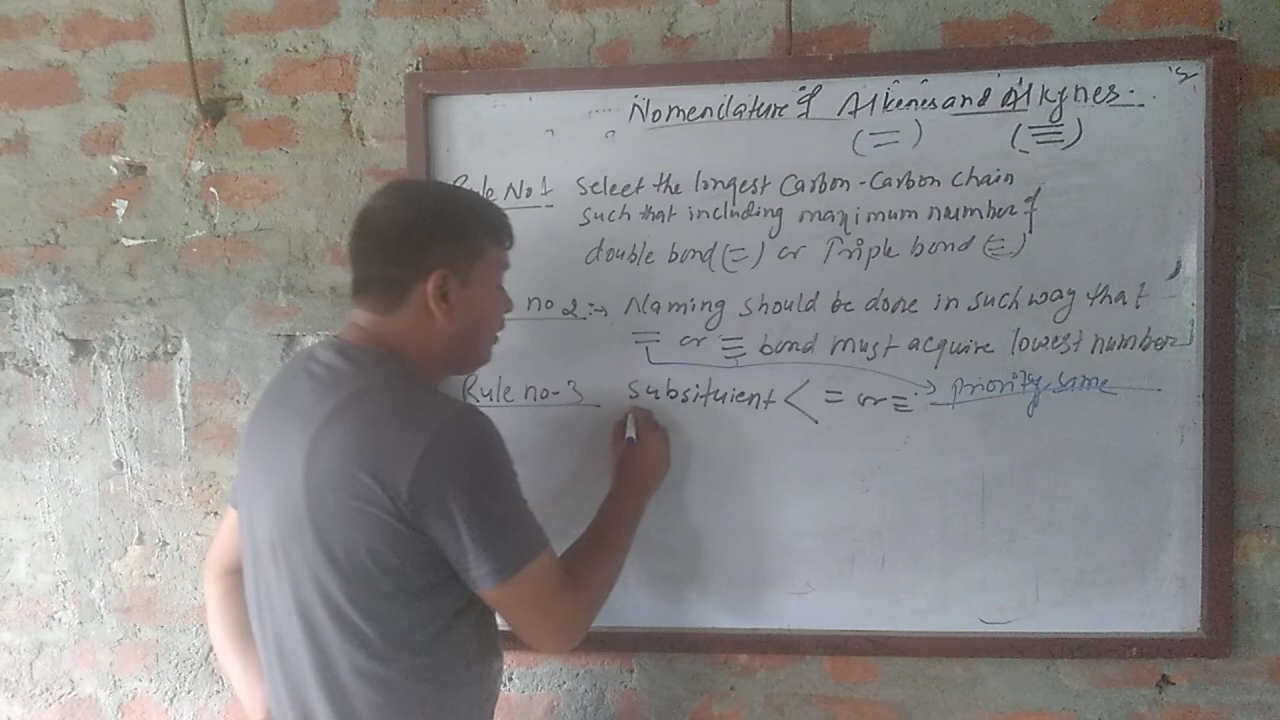 Nomenclature of Alkenes and Alkynes.
(=) (≡)
Rule No 1 Select the longest Carbon-Carbon chain
such that including maximum number of
double bond (=) or Triple bond (≡)
no 2:→ Naming should be done in such way that
= or ≡ bond must acquire lowest number
Rule no-3 Subsituient < = or ≡: → Priority same